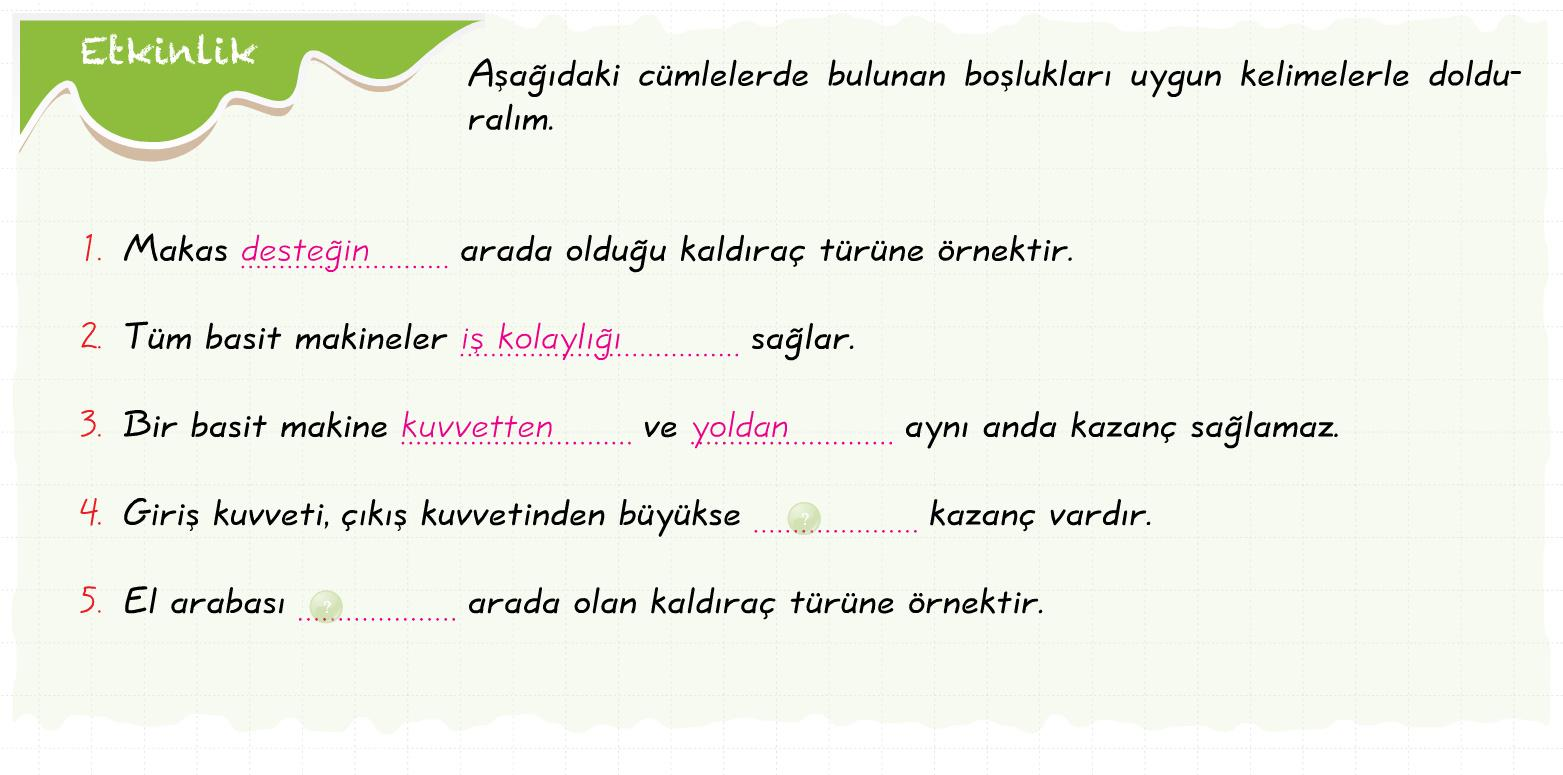 Etkinlik
Aşağıdaki cümlelerde bulunan boşlukları uygun kelimelerle doldu-
ralım.
1. Makas desteğin arada olduğu kaldıraç türüne örnektir.
2. Tüm basit makineler iş kolaylığı sağlar.
3. Bir basit makine kuvvetten ve yoldan aynı anda kazanç sağlamaz.
4. Giriş kuvveti, çıkış kuvvetinden büyükse ? kazanç vardır.
5. El arabası ? arada olan kaldıraç türüne örnektir.